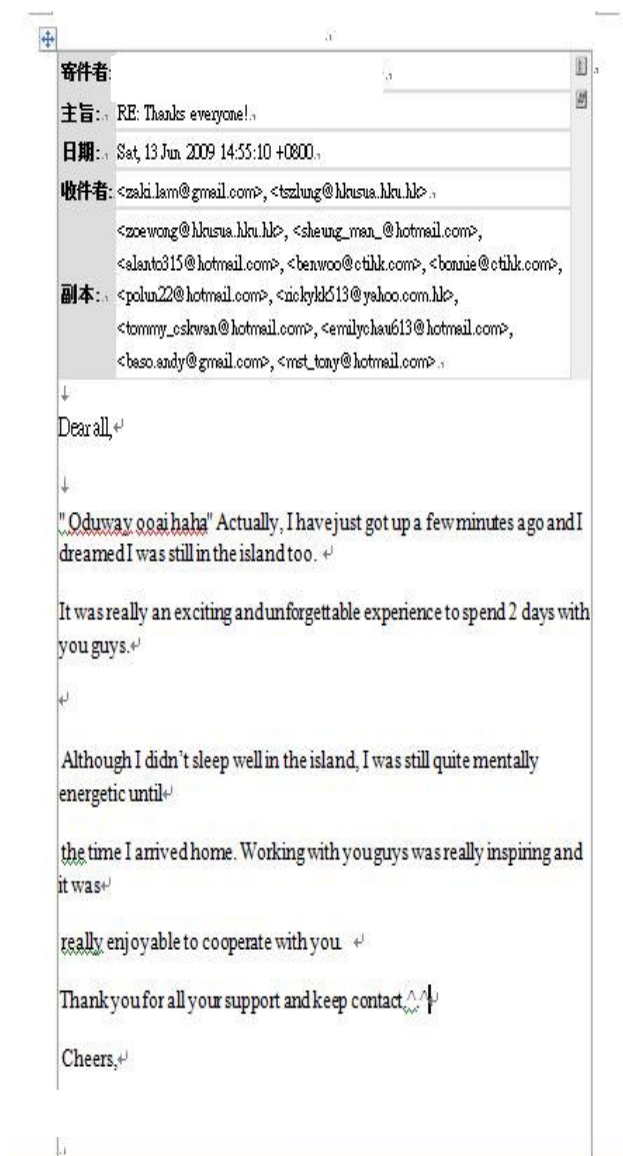 寄件者:
主旨: RE: Thanks everyone!
日期: Sat, 13 Jun 2009 14:55:10 +0800
收件者: <zaki.lam@gmail.com>, <tszlung@hkusua.hku.hk>
<zoewong@hkusua.hku.hk>, <sheung_man_@hotmail.com>,
<alanto315@hotmail.com>, <benwoo@ctihk.com>, <bonnie@ctihk.com>,
副本: <polun22@hotmail.com>, <rickykk513@yahoo.com.hk>,
<tommy_cskwan@hotmail.com>, <emilychau613@hotmail.com>,
<baso.andy@gmail.com>, <mst_tony@hotmail.com>
Dear all,
" Oduway ooai haha" Actually, I have just got up a few minutes ago and I
dreamed I was still in the island too.
It was really an exciting and unforgettable experience to spend 2 days with
you guys.
Although I didn't sleep well in the island, I was still quite mentally
energetic until
the time I arrived home. Working with you guys was really inspiring and
it was
really enjoyable to cooperate with you.
Thank you for all your support and keep contact.^.^
Cheers,